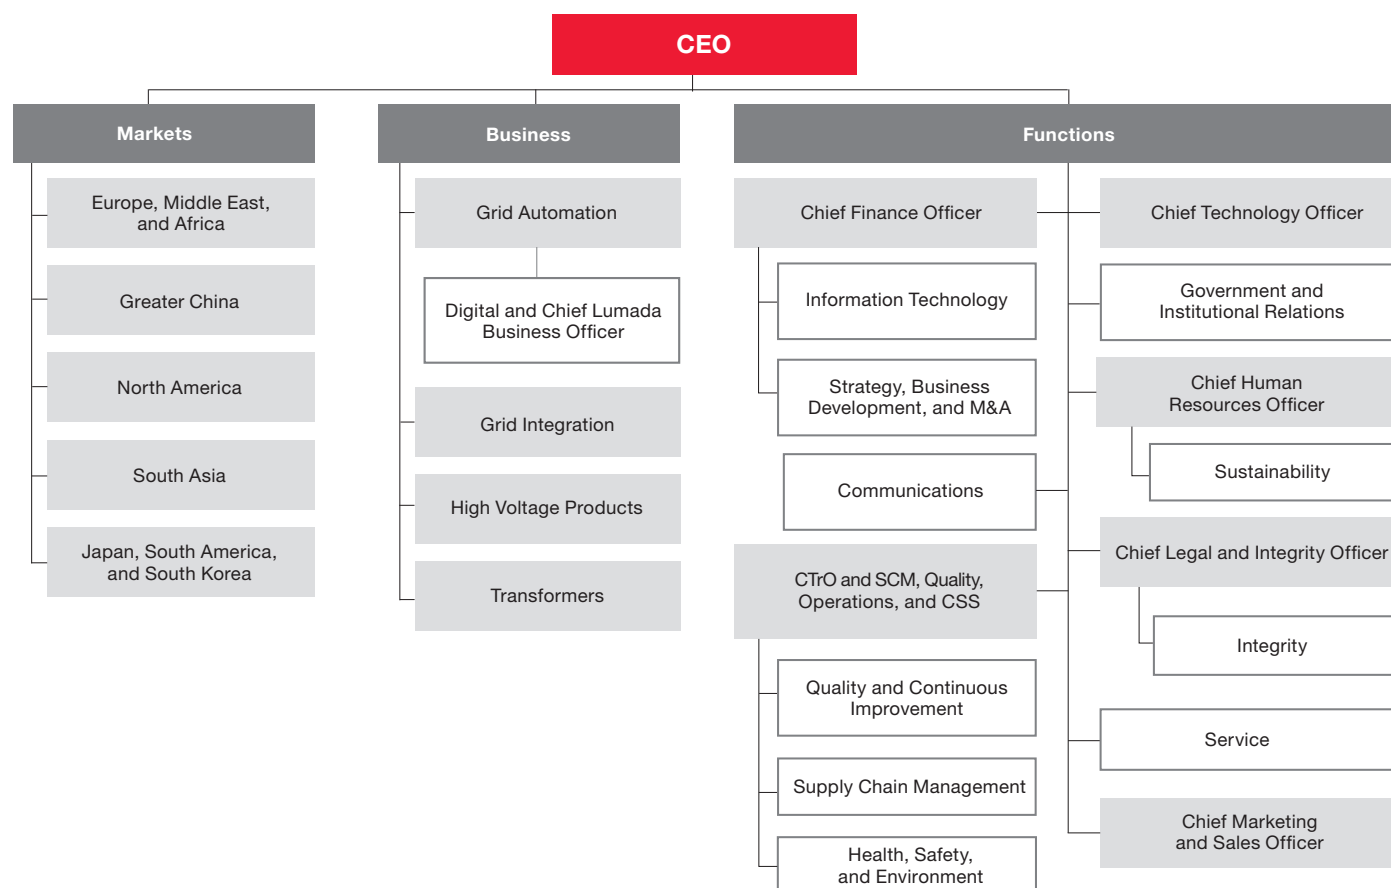 CEO
Markets
Europe, Middle East,
and Africa
Greater China
North America
South Asia
Japan, South America,
and South Korea
Business
Grid Automation
Digital and Chief Lumada
Business Officer
Grid Integration
High Voltage Products
Transformers
Functions
Chief Finance Officer
Information Technology
Strategy, Business
Development, and M&A
Communications
CTrO and SCM, Quality,
Operations, and CSS
Quality and Continuous
Improvement
Supply Chain Management
Health, Safety,
and Environment
Chief Technology Officer
Government and
Institutional Relations
Chief Human
Resources Officer
Sustainability
Chief Legal and Integrity Officer
Integrity
Service
Chief Marketing
and Sales Officer